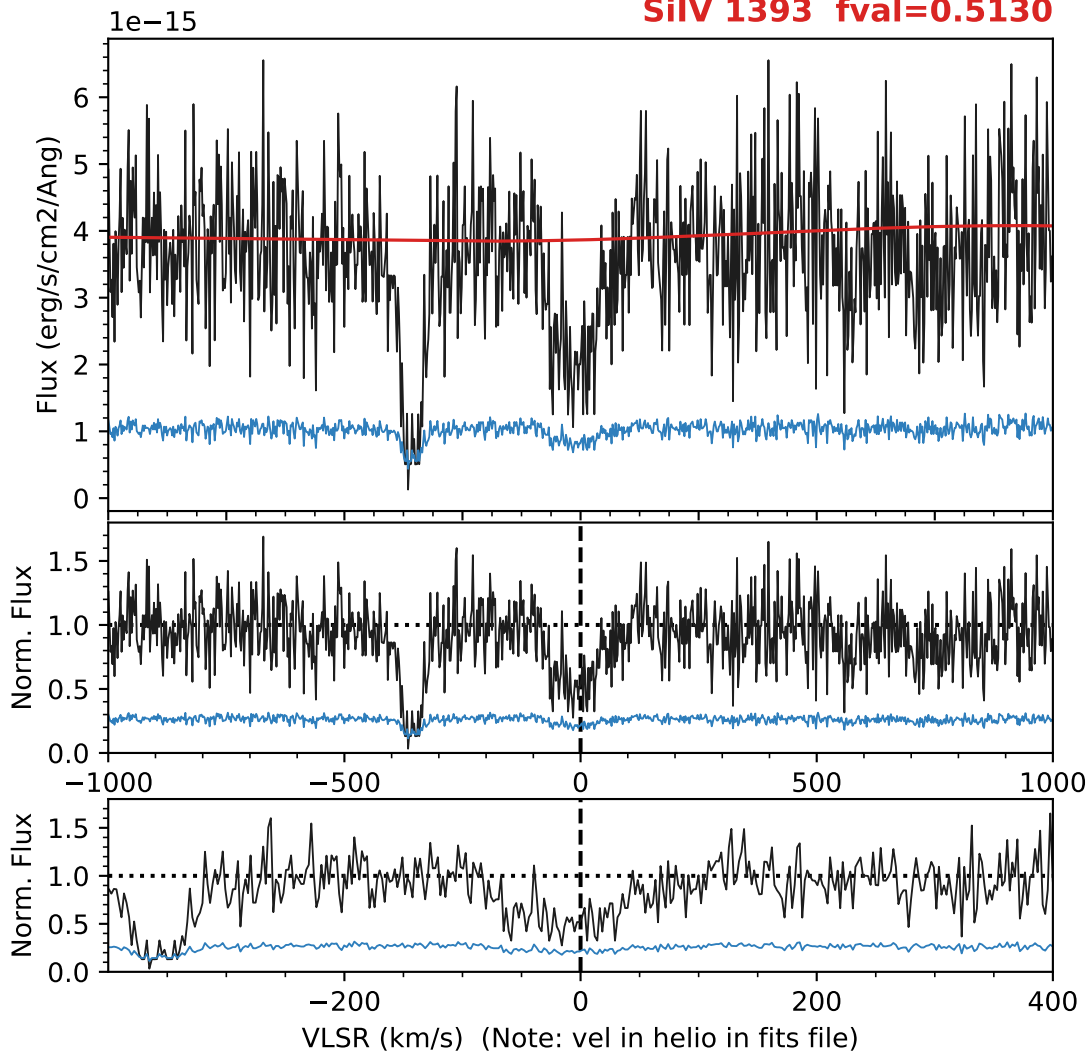 1e−15
SiIV 1393 fval=0.5130
Flux (erg/s/cm2/Ang)
6
5
4
3
2
1
0
Norm. Flux
1.5
1.0
0.5
0.0
−1000 −500 0 500 1000
Norm. Flux
1.5
1.0
0.5
0.0
−200 0 200 400
VLSR (km/s) (Note: vel in helio in fits file)